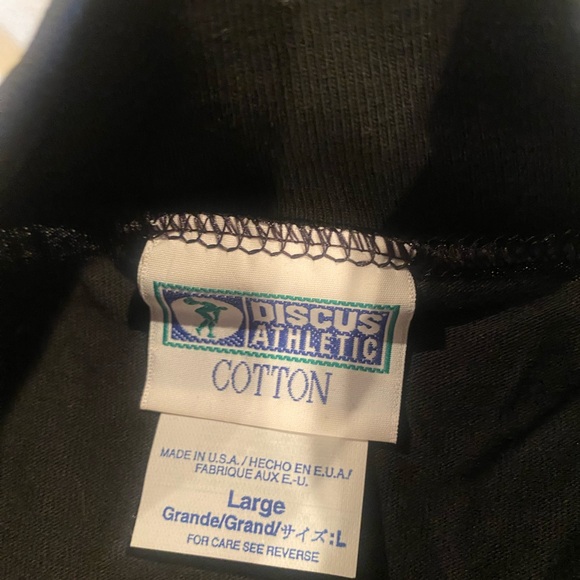 DISCUS
ATHLETIC
COTTON
MADE IN U.S.A./ HECHO EN E.U.A./
FABRIQUE AUX E.-U.
Large
Grande/Grand/サイズ:L
FOR CARE SEE REVERSE